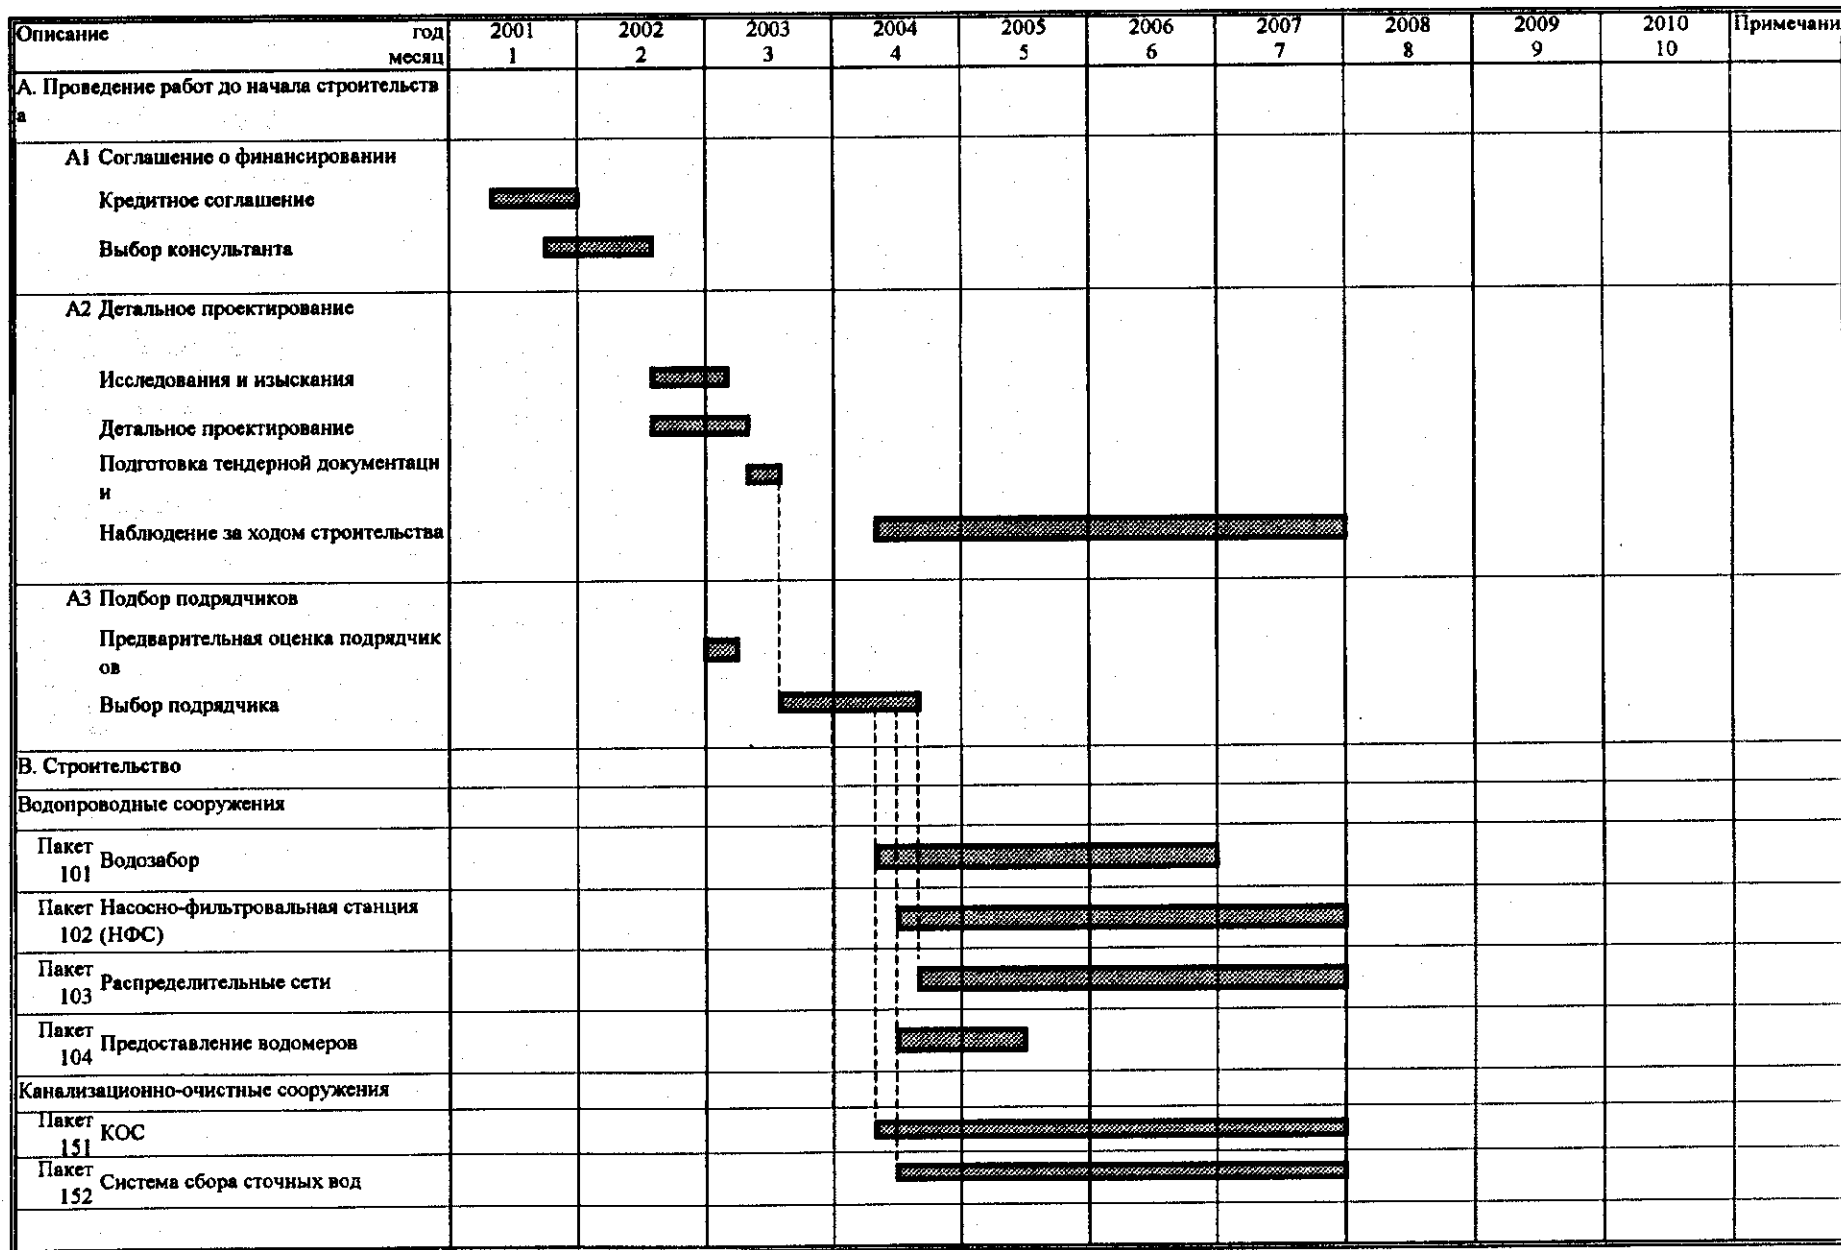 Описание год 2001 2002 2003 2004 2005 2006 2007 2008 2009 2010 Примечани
месяц 1 2 3 4 5 6 7 8 9 10
А. Проведение работ до начала строительств
а
А1 Соглашение о финансировании
Кредитное соглашение
Выбор консультанта
А2 Детальное проектирование
Исследования и изыскания
Детальное проектирование
Подготовка тендерной документаци
и
Наблюдение за ходом строительства
А3 Подбор подрядчиков
Предварительная оценка подрядчик
ов
Выбор подрядчика
В. Строительство
Водопроводные сооружения
Пакет
101 Водозабор
Пакет Насосно-фильтровальная станция
102 (НФС)
Пакет
103 Распределительные сети
Пакет
104 Предоставление водомеров
Канализационно-очистные сооружения
Пакет
151 КОС
Пакет
152 Система сбора сточных вод